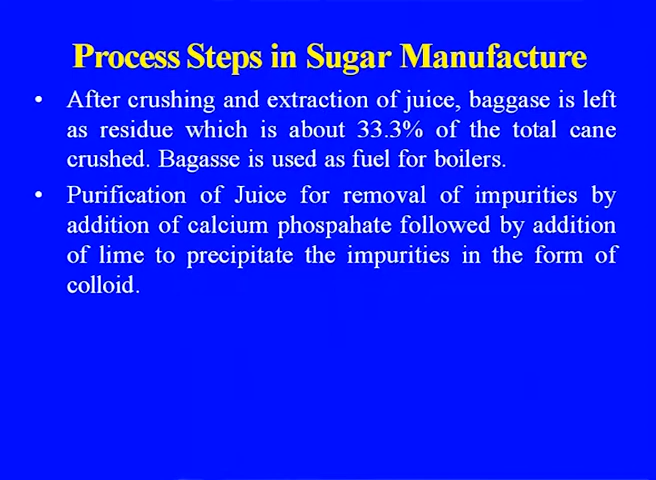 Process Steps in Sugar Manufacture
• After crushing and extraction of juice, baggase is left
as residue which is about 33.3% of the total cane
crushed. Bagasse is used as fuel for boilers.
• Purification of Juice for removal of impurities by
addition of calcium phospahate followed by addition
of lime to precipitate the impurities in the form of
colloid.